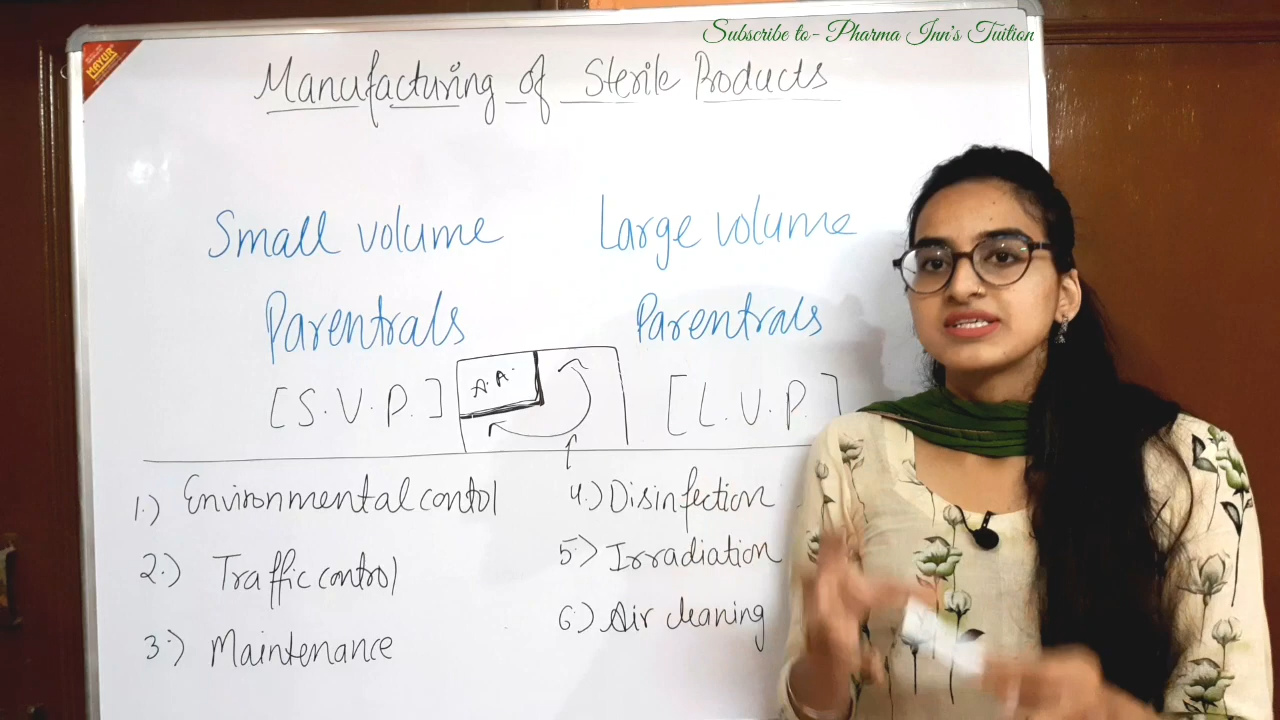 Subscribe to- Pharma Inn's Tuition
MAYUR
Manufacturing of Sterile Products
Small volume
Parentrals
[S.V.P.]
Large volume
Parentrals
[L.V.P.]
A.A.
1.) Environmental contol
2.) Traffic control
3.) Maintenance
4.) Disinfection
5.) Irradiation
6.) Air cleaning